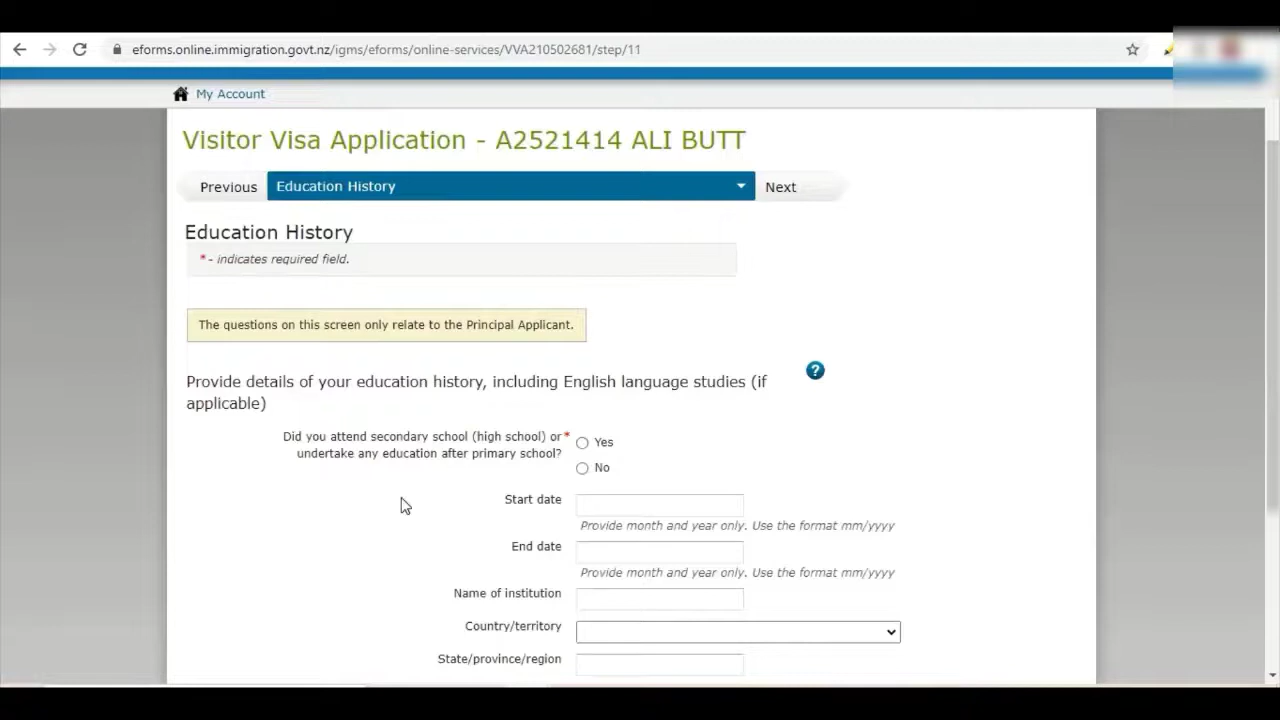 eforms.online.immigration.govt.nz/igms/eforms/online-services/VVA210502681/step/11
My Account
Visitor Visa Application - A2521414 ALI BUTT
Previous
Education History
Next
Education History
* - indicates required field.
The questions on this screen only relate to the Principal Applicant.
Provide details of your education history, including English language studies (if
applicable)
?
Did you attend secondary school (high school) or*
undertake any education after primary school?
Yes
No
Start date
Provide month and year only. Use the format mm/yyyy
End date
Provide month and year only. Use the format mm/yyyy
Name of institution
Country/territory
State/province/region